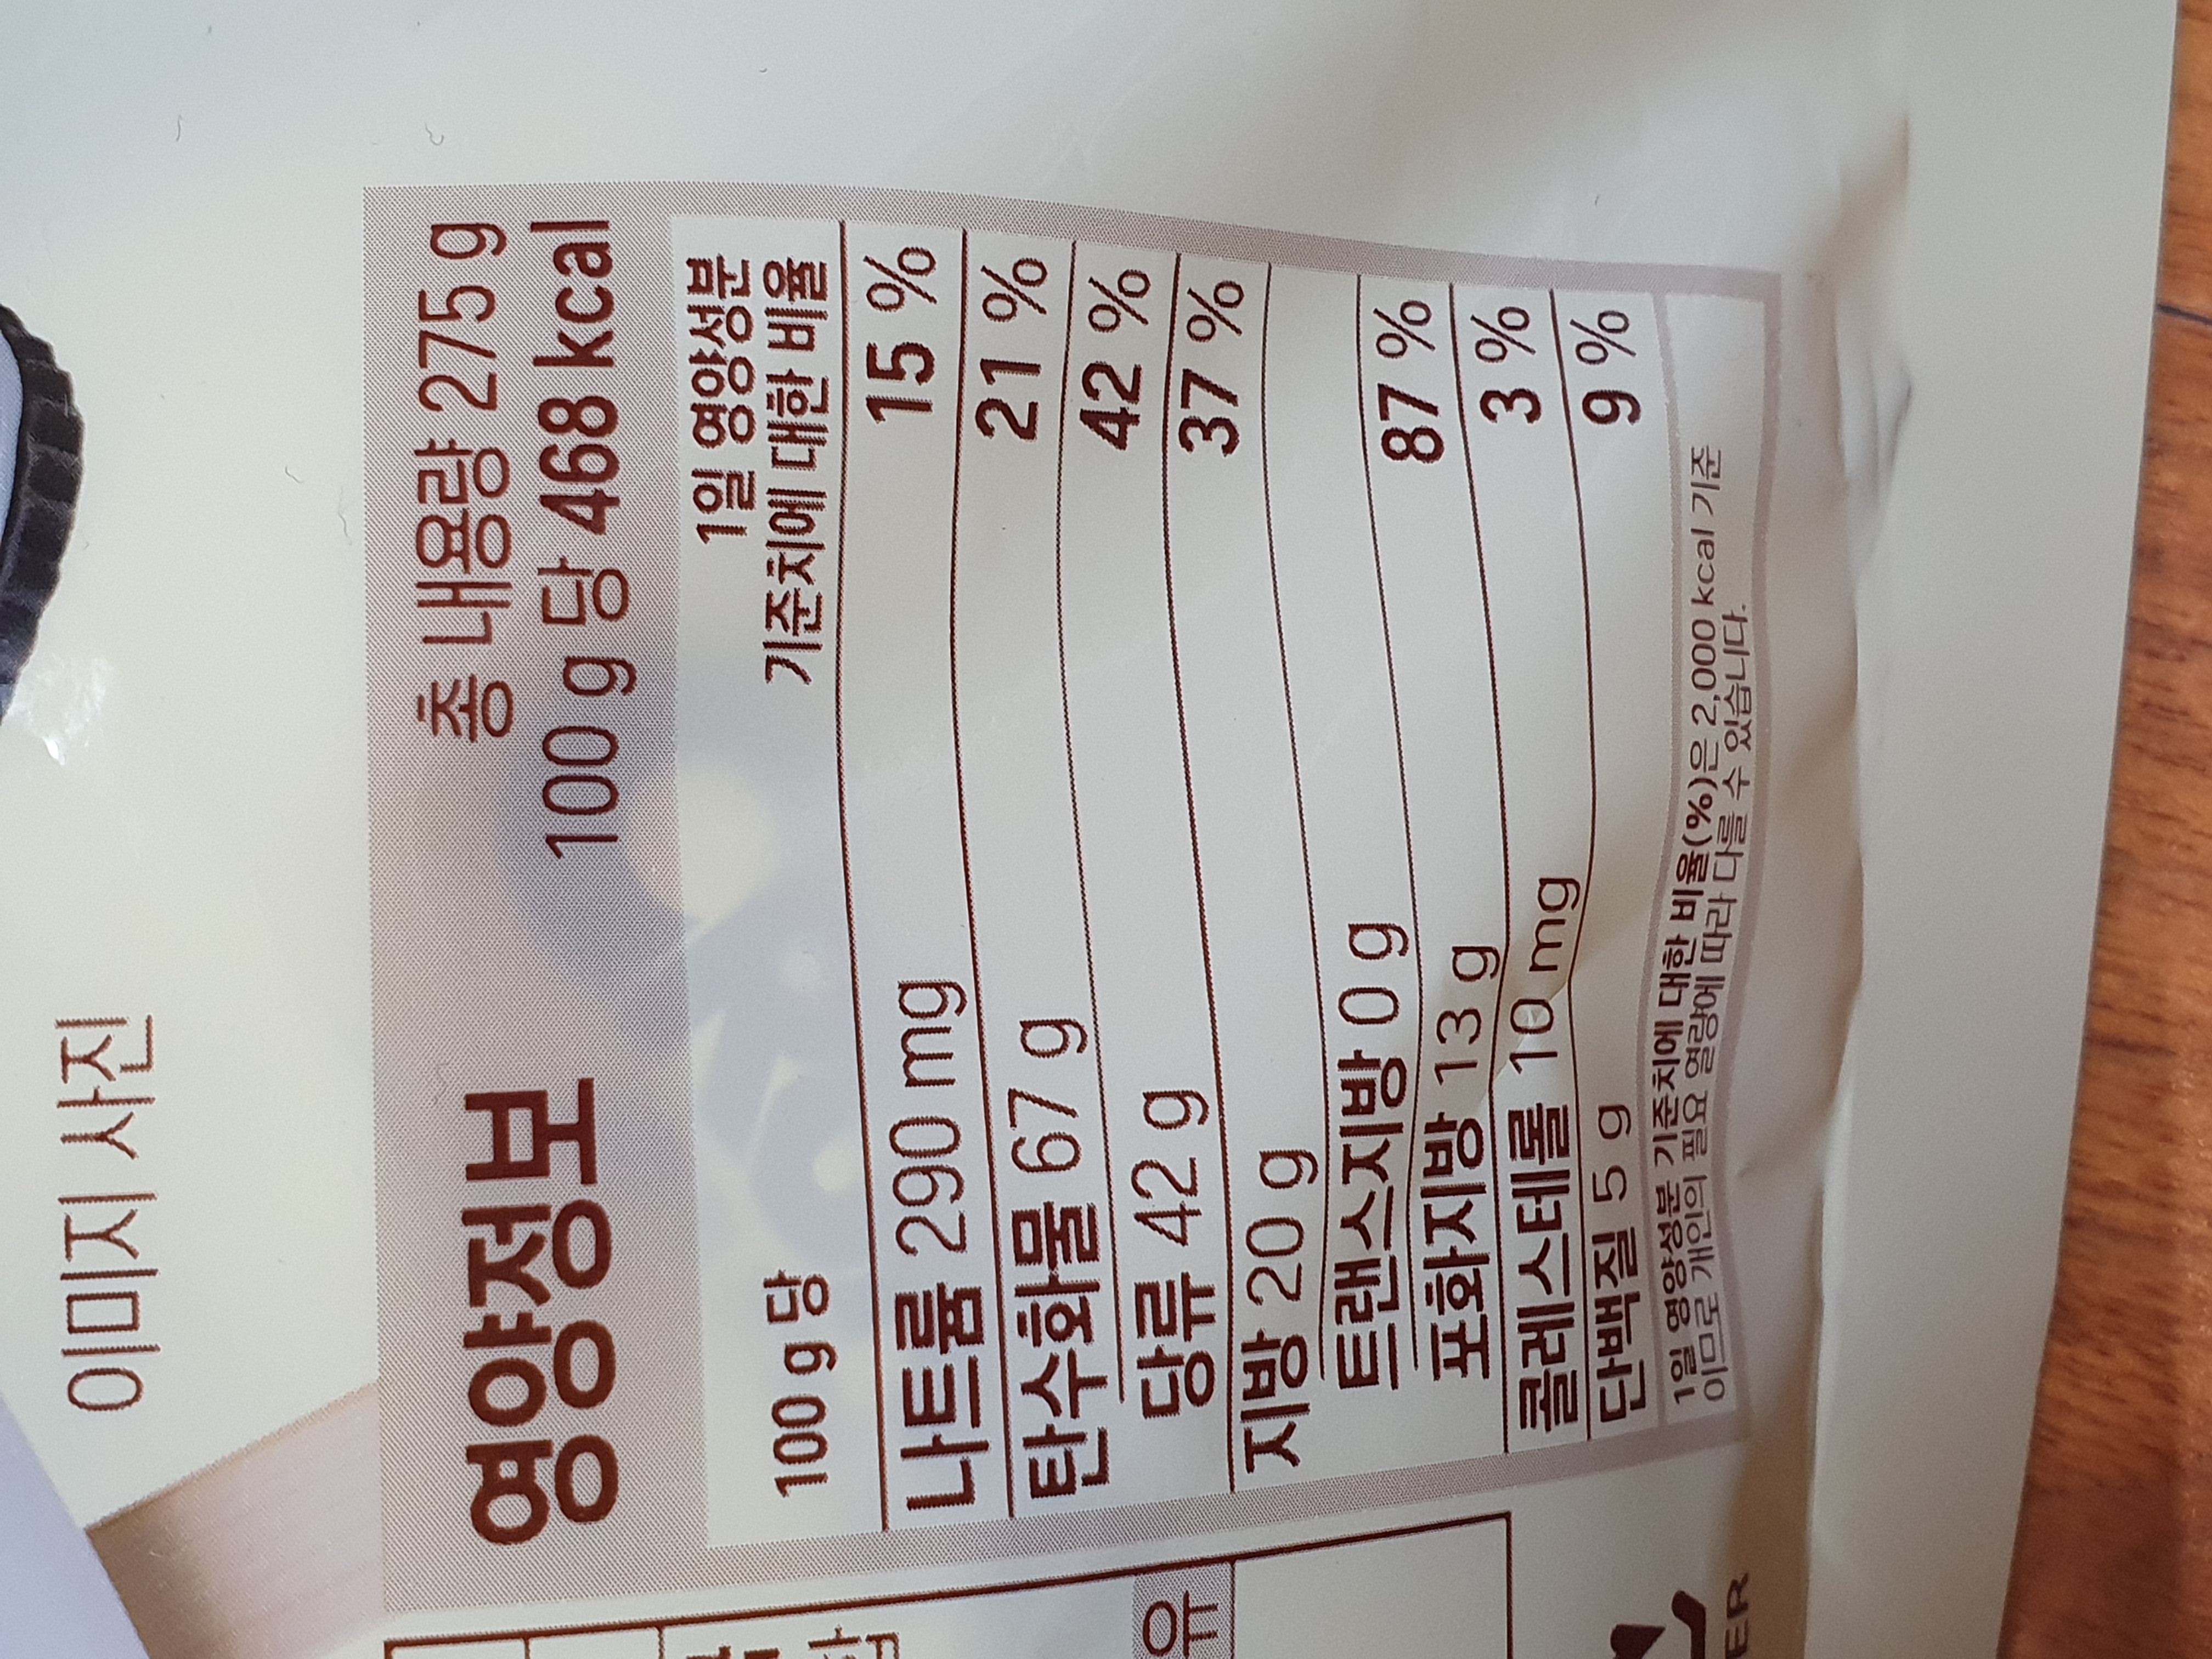 이미지 사진
영양정보
총 내용량 275 g
100 g 당 468 kcal
100 g 당
1일 영양성분
기준치에 대한 비율
나트륨 290 mg 15 %
탄수화물 67 g 21 %
당류 42 g 42 %
지방 20 g 37 %
트랜스지방 0 g
포화지방 13 g 87 %
콜레스테롤 10 mg 3 %
단백질 5 g 9 %
1일 영양성분 기준치에 대한 비율(%)은 2,000 kcal 기준
이므로 개인의 필요 열량에 따라 다를 수 있습니다.
유
ER